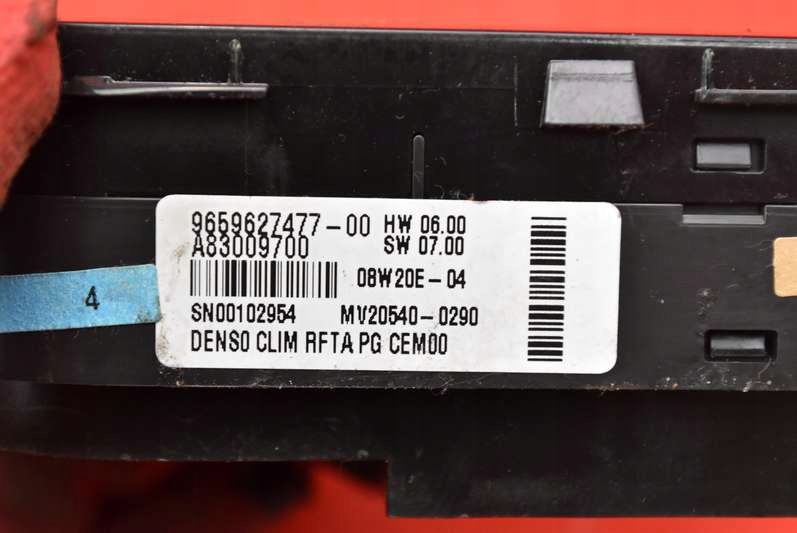 9659627477-00 HW 06.00
A83009700 SW 07.00
08W20E-04
SN00102954 MV20540-0290
DENSO CLIM RFTA PG CEM00
4